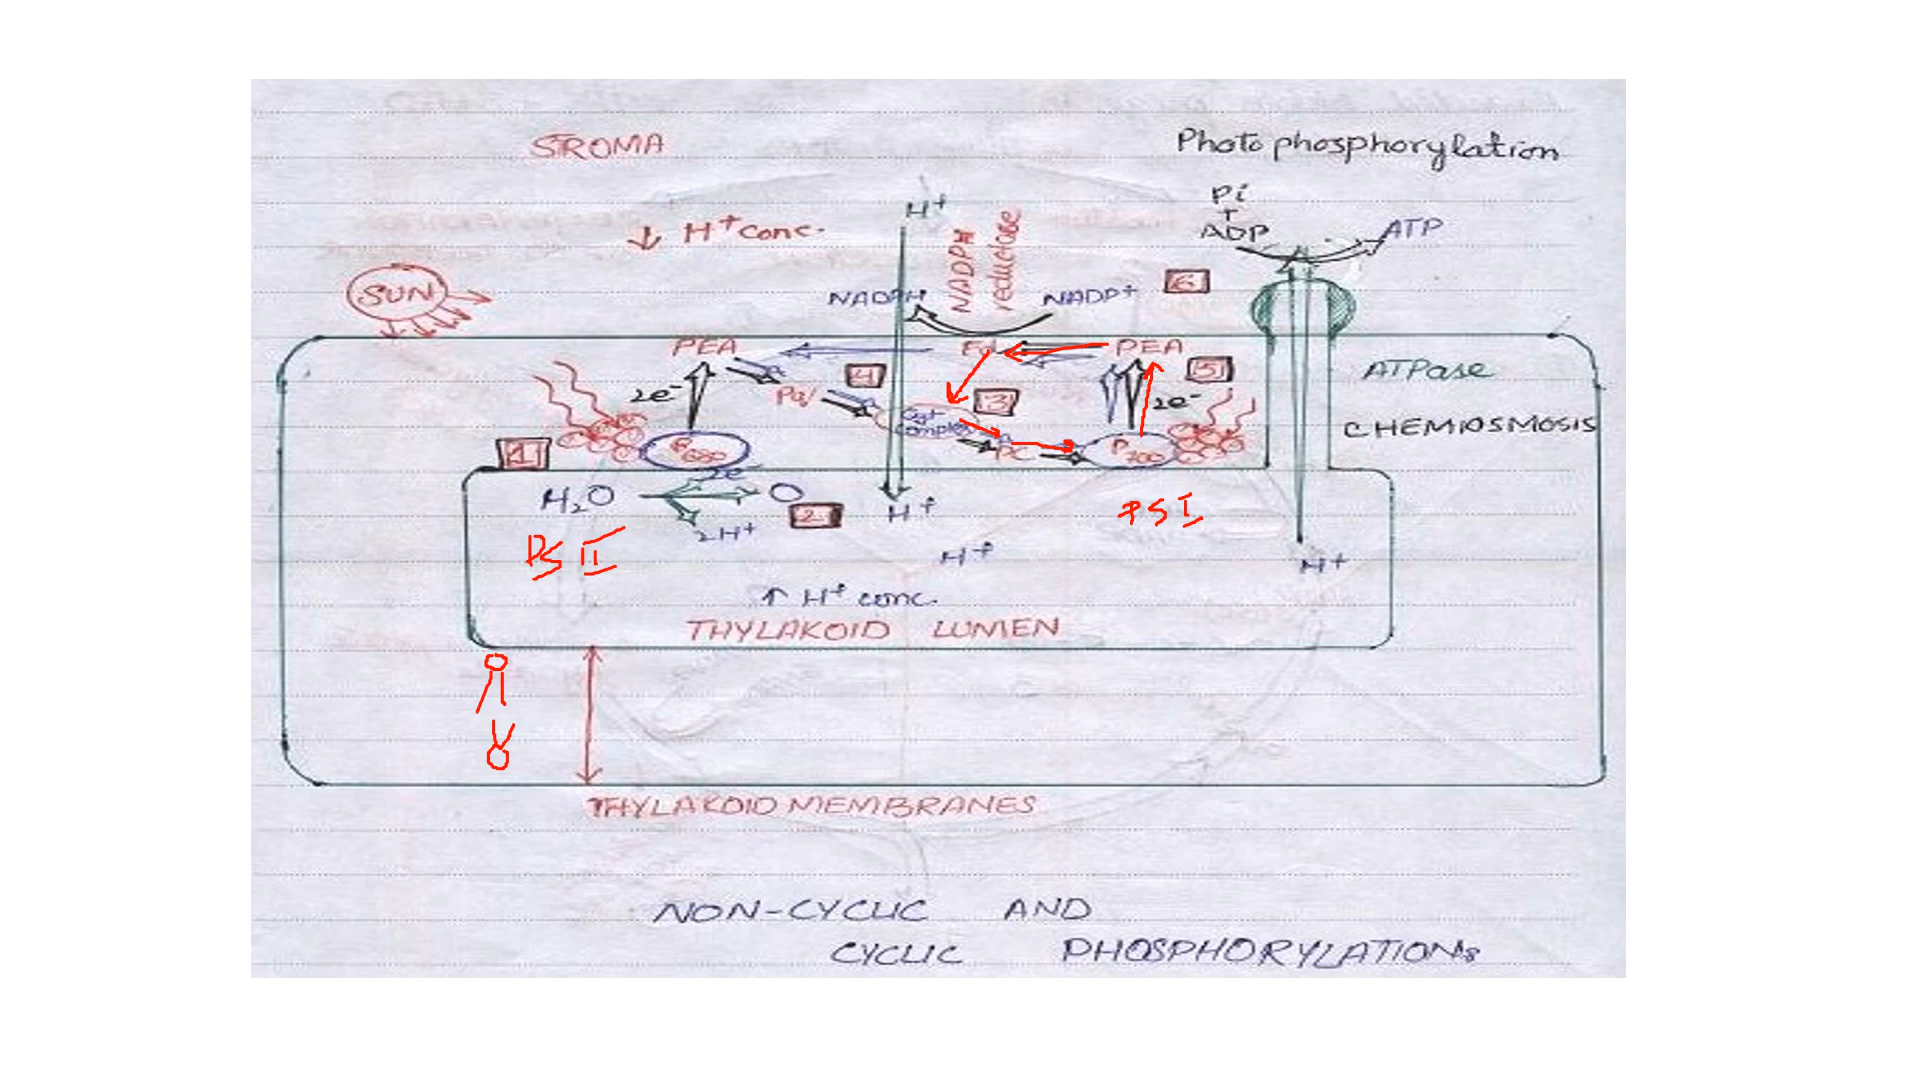 STROMA
Photophosphorylation
Pi
+
ADP
ATP
H+
↓ H+ conc.
NADPH
reductase
SUN
NADPH
NADP+
6
PEA
Fd
PEA
4
5
ATPase
2e-
Pq
3
2e-
Cyt
complex
CHEMIOSMOSIS
1
P680
PC
P700
2e-
H2O
O
2
H+
PS I
2H+
PS II
H+
H+
↑ H+ conc.
THYLAKOID LUMEN
THYLAKOID MEMBRANES
NON-CYCLIC AND
CYCLIC PHOSPHORYLATIONs